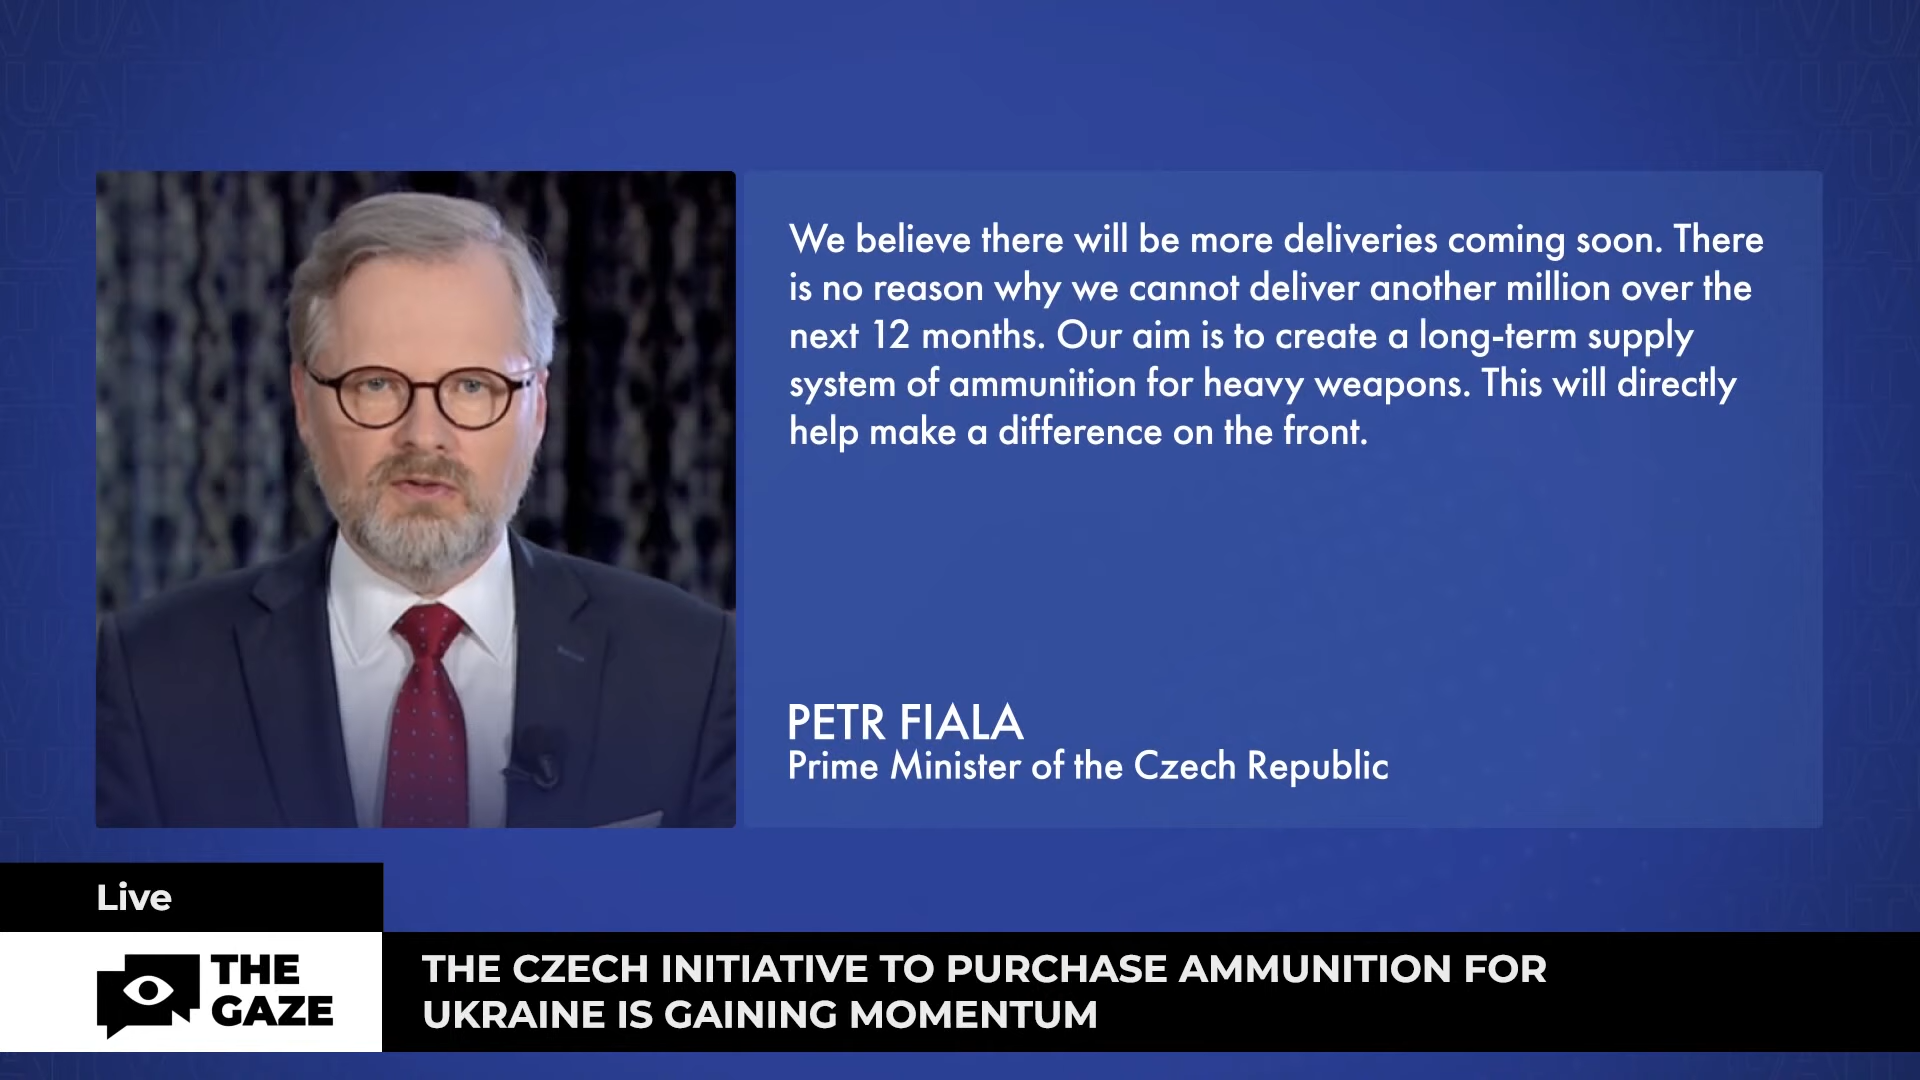 We believe there will be more deliveries coming soon. There
is no reason why we cannot deliver another million over the
next 12 months. Our aim is to create a long-term supply
system of ammunition for heavy weapons. This will directly
help make a difference on the front.
PETR FIALA
Prime Minister of the Czech Republic
Live
THE
GAZE
THE CZECH INITIATIVE TO PURCHASE AMMUNITION FOR
UKRAINE IS GAINING MOMENTUM